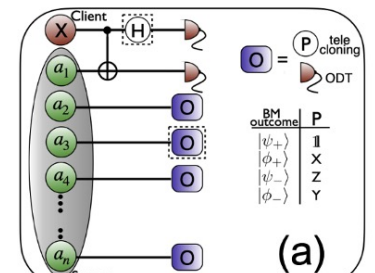 Client
X
H
P
tele
cloning
O =
ODT
a₁
a₂
O
a₃
O
a₄
O
BM
outcome P
|ψ₊⟩ 𝟙
|ϕ₊⟩ X
|ψ₋⟩ Z
|ϕ₋⟩ Y
aₙ
O
(a)